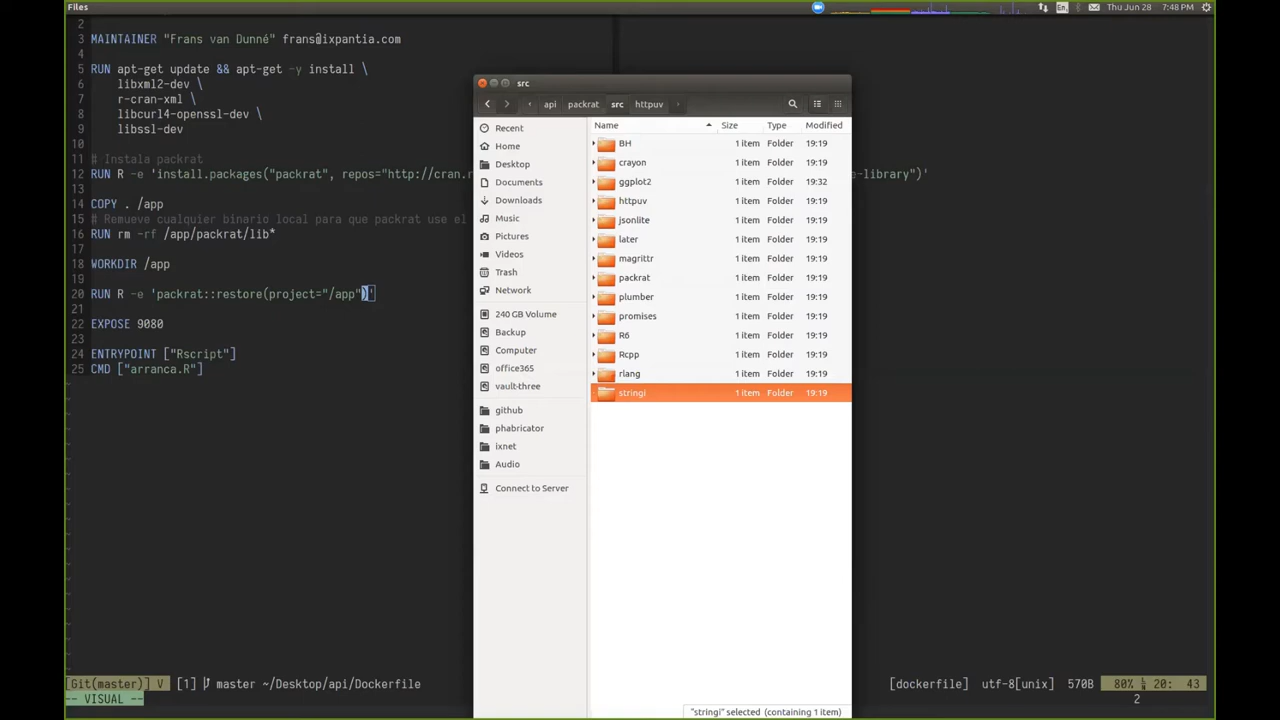 Files
En
Thu Jun 28
7:48 PM
2
3 MAINTAINER "Frans van Dunné" frans@ixpantia.com
4
5 RUN apt-get update && apt-get -y install \
6 libxml2-dev \
7 r-cran-xml \
8 libcurl4-openssl-dev \
9 libssl-dev
10
11 # Instala packrat
12 RUN R -e 'install.packages("packrat", repos="http://cran.r
e-library")'
13
14 COPY . /app
15 # Remueve cualquier binario local para que packrat use el
16 RUN rm -rf /app/packrat/lib*
17
18 WORKDIR /app
19
20 RUN R -e 'packrat::restore(project="/app")'
21
22 EXPOSE 9080
23
24 ENTRYPOINT ["Rscript"]
25 CMD ["arranca.R"]
~
src
api packrat src httpuv
Recent
Home
Desktop
Documents
Downloads
Music
Pictures
Videos
Trash
Network
240 GB Volume
Backup
Computer
office365
vault-three
github
phabricator
ixnet
Audio
Connect to Server
Name Size Type Modified
BH 1 item Folder 19:19
crayon 1 item Folder 19:19
ggplot2 1 item Folder 19:32
httpuv 1 item Folder 19:19
jsonlite 1 item Folder 19:19
later 1 item Folder 19:19
magrittr 1 item Folder 19:19
packrat 1 item Folder 19:19
plumber 1 item Folder 19:19
promises 1 item Folder 19:19
R6 1 item Folder 19:19
Rcpp 1 item Folder 19:19
rlang 1 item Folder 19:19
stringi 1 item Folder 19:19
"stringi" selected (containing 1 item)
[Git(master)] V [1] master ~/Desktop/api/Dockerfile
[dockerfile] utf-8[unix] 570B 80% 20: 43
-- VISUAL --
2